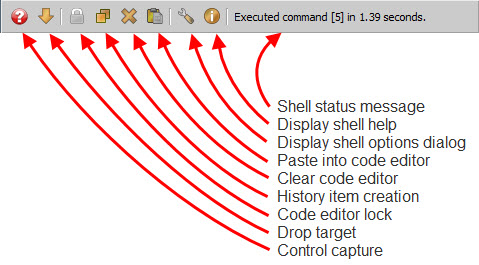 Executed command [5] in 1.39 seconds.
Shell status message
Display shell help
Display shell options dialog
Paste into code editor
Clear code editor
History item creation
Code editor lock
Drop target
Control capture